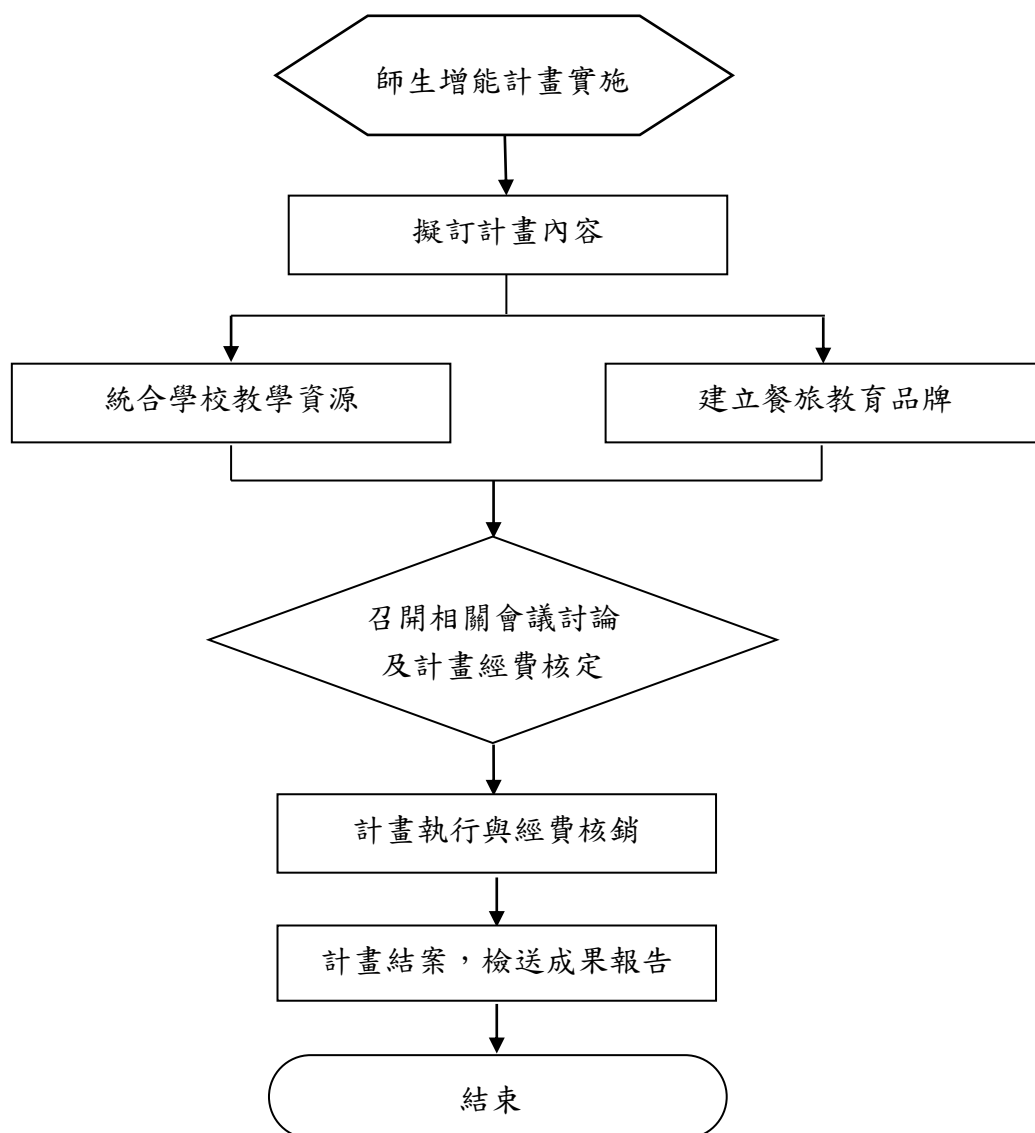 師生增能計畫實施
擬訂計畫內容
統合學校教學資源
建立餐旅教育品牌
召開相關會議討論
及計畫經費核定
計畫執行與經費核銷
計畫結案，檢送成果報告
結束